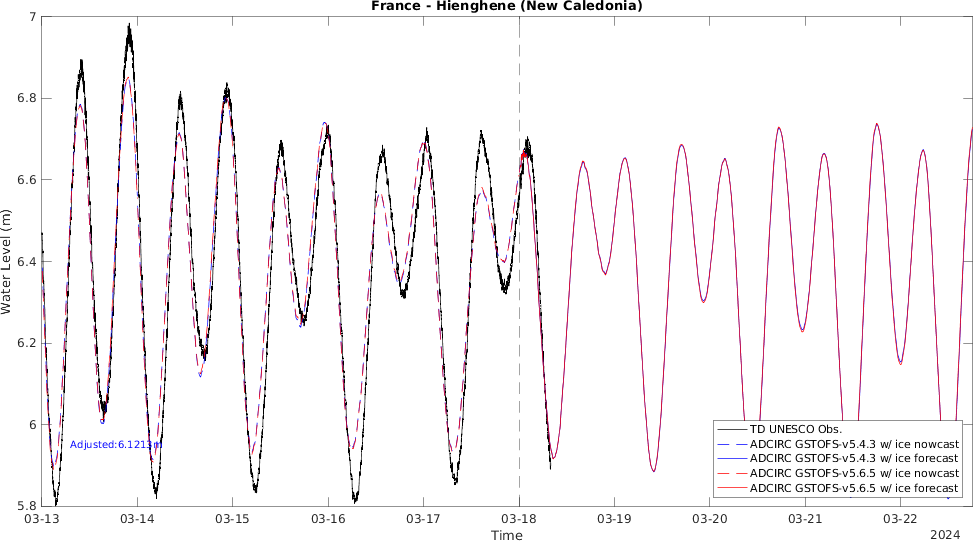 France - Hienghene (New Caledonia)
7
6.8
6.6
6.4
6.2
6
5.8
Water Level (m)
Adjusted:6.1213m
TD UNESCO Obs.
ADCIRC GSTOFS-v5.4.3 w/ ice nowcast
ADCIRC GSTOFS-v5.4.3 w/ ice forecast
ADCIRC GSTOFS-v5.6.5 w/ ice nowcast
ADCIRC GSTOFS-v5.6.5 w/ ice forecast
03-13 03-14 03-15 03-16 03-17 03-18 03-19 03-20 03-21 03-22
Time
2024